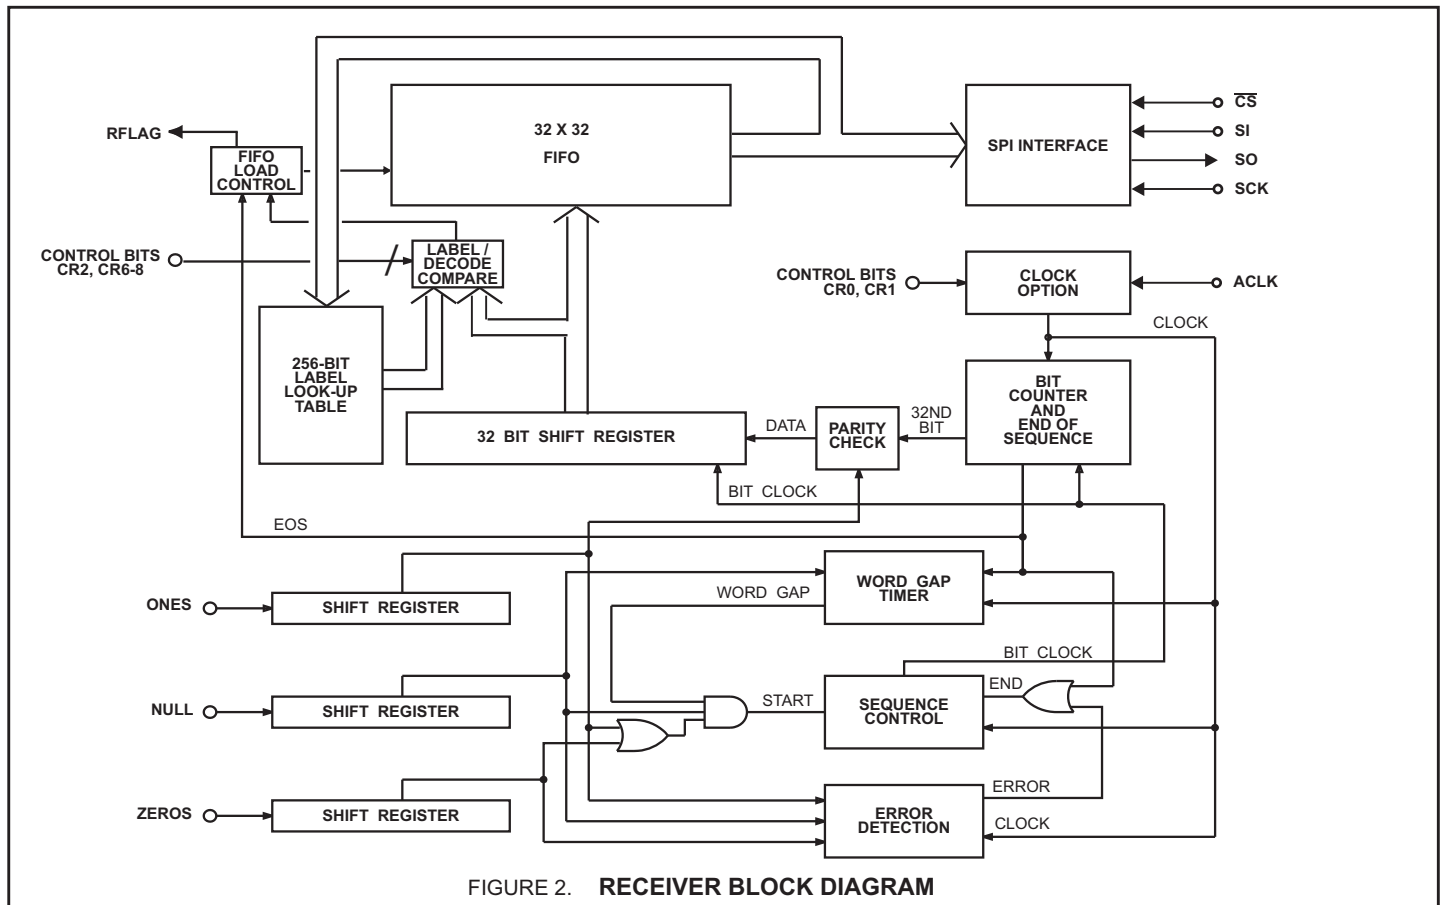 RFLAG
FIFO
LOAD
CONTROL
32 X 32
FIFO
SPI INTERFACE
CS
SI
SO
SCK
CONTROL BITS
CR2, CR6-8
LABEL /
DECODE
COMPARE
CONTROL BITS
CR0, CR1
CLOCK
OPTION
ACLK
CLOCK
256-BIT
LABEL
LOOK-UP
TABLE
BIT
COUNTER
AND
END OF
SEQUENCE
32 BIT SHIFT REGISTER
DATA
PARITY
CHECK
32ND
BIT
BIT CLOCK
EOS
WORD GAP
TIMER
WORD GAP
ONES
SHIFT REGISTER
BIT CLOCK
NULL
SHIFT REGISTER
START
SEQUENCE
CONTROL
END
ZEROS
SHIFT REGISTER
ERROR
DETECTION
ERROR
CLOCK
FIGURE 2. RECEIVER BLOCK DIAGRAM